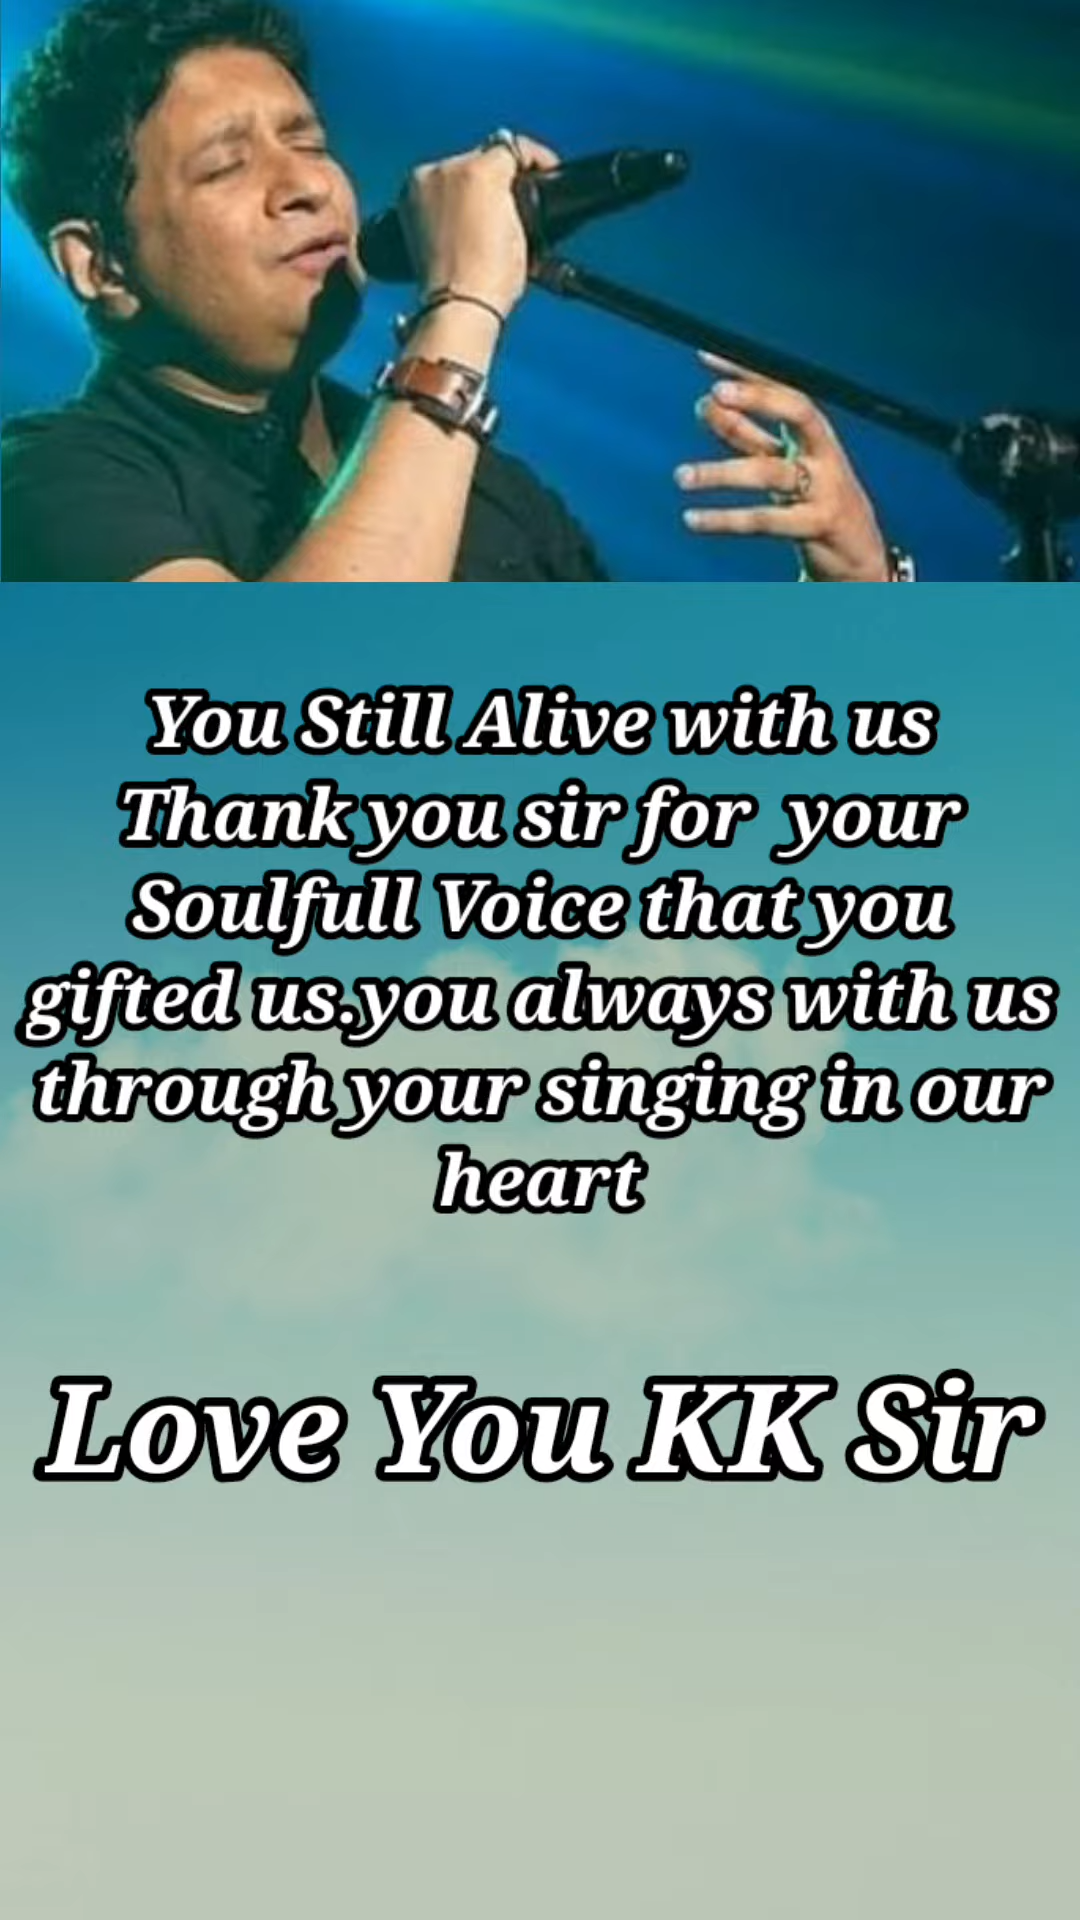 You Still Alive with us
Thank you sir for  your
Soulfull Voice that you
gifted us.you always with us
through your singing in our
heart
Love You KK Sir